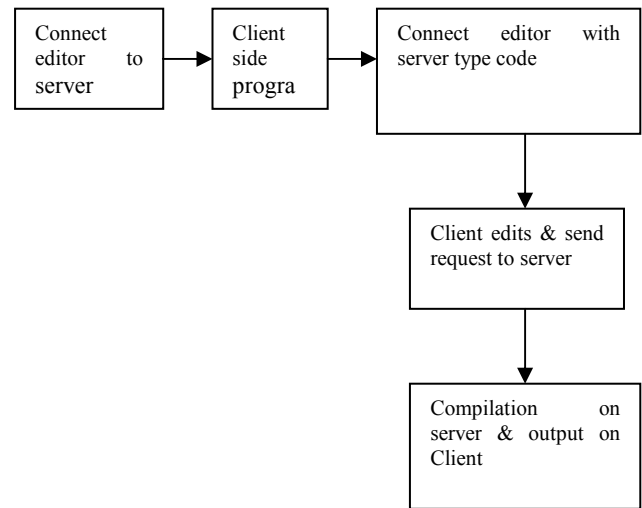 Connect
editor to
server
Client
side
progra
Connect editor with
server type code
Client edits & send
request to server
Compilation on
server & output on
Client